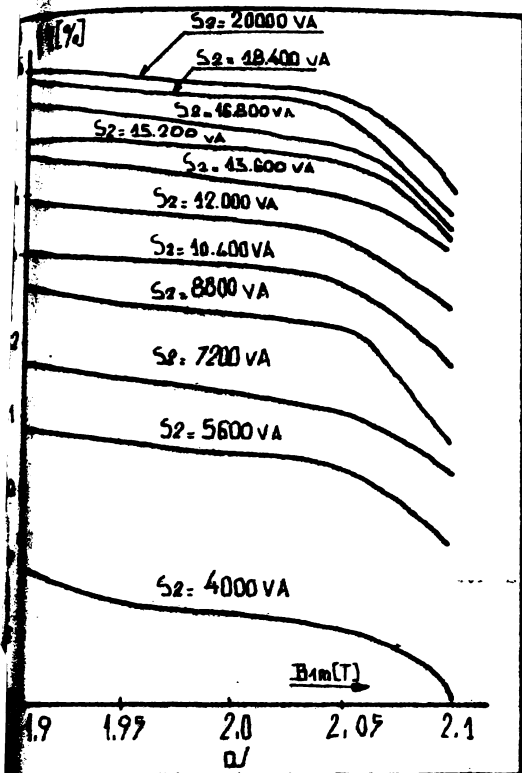 [%]
S2= 20000 VA
S2= 18.400 VA
S2= 16.800 VA
S2= 15.200 VA
S2= 13.600 VA
S2= 12.000 VA
S2= 10.400 VA
S2= 8800 VA
S2= 7200 VA
S2= 5600 VA
S2= 4000 VA
2
1
B1m[T]
1.9 1.95 2.0 2.05 2.1
a/